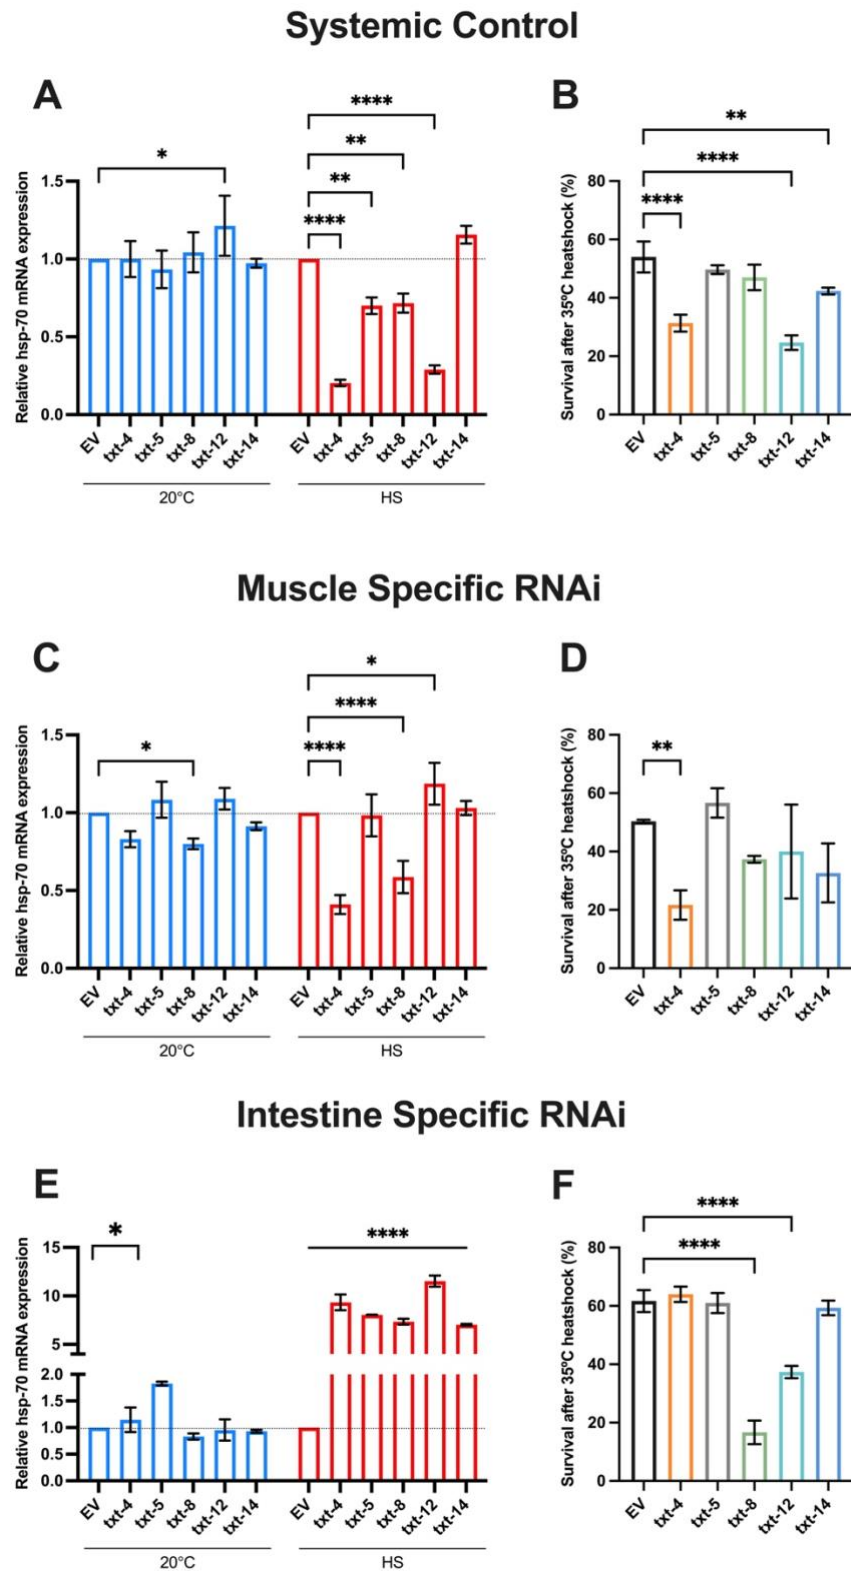 Systemic Control
A
Relative hsp-70 mRNA expression
1.5
1.0
0.5
0.0
*
****
**
**
****
EV
txt-4
txt-5
txt-8
txt-12
txt-14
20°C
EV
txt-4
txt-5
txt-8
txt-12
txt-14
HS
B
Survival after 35ºC heatshock (%)
80
60
40
20
0
**
****
****
EV
txt-4
txt-5
txt-8
txt-12
txt-14
Muscle Specific RNAi
C
Relative hsp-70 mRNA expression
1.5
1.0
0.5
0.0
*
*
****
****
EV
txt-4
txt-5
txt-8
txt-12
txt-14
20°C
EV
txt-4
txt-5
txt-8
txt-12
txt-14
HS
D
Survival after 35ºC heatshock (%)
80
60
40
20
0
**
EV
txt-4
txt-5
txt-8
txt-12
txt-14
Intestine Specific RNAi
E
Relative hsp-70 mRNA expression
15
10
5
2.0
1.5
1.0
0.5
0.0
*
****
EV
txt-4
txt-5
txt-8
txt-12
txt-14
20°C
EV
txt-4
txt-5
txt-8
txt-12
txt-14
HS
F
Survival after 35ºC heatshock (%)
80
60
40
20
0
****
****
EV
txt-4
txt-5
txt-8
txt-12
txt-14